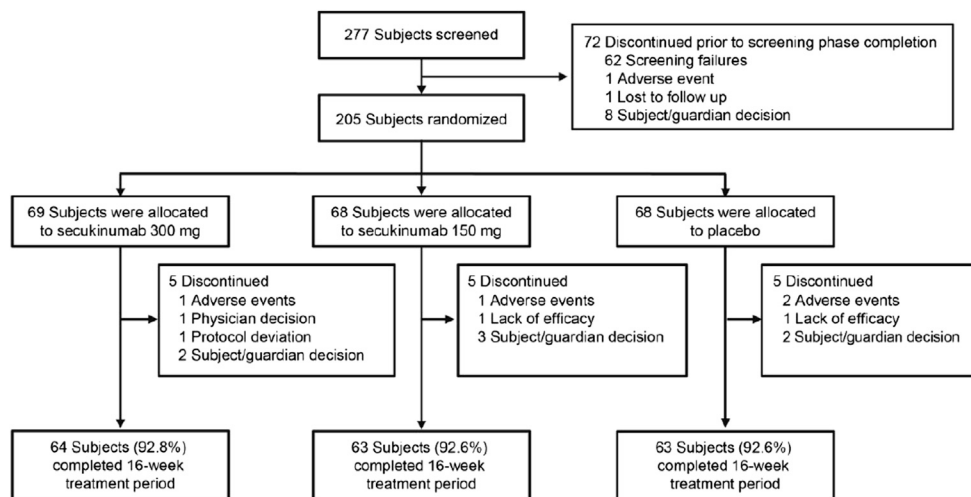 277 Subjects screened
72 Discontinued prior to screening phase completion
62 Screening failures
1 Adverse event
1 Lost to follow up
8 Subject/guardian decision
205 Subjects randomized
69 Subjects were allocated
to secukinumab 300 mg
68 Subjects were allocated
to secukinumab 150 mg
68 Subjects were allocated
to placebo
5 Discontinued
1 Adverse events
1 Physician decision
1 Protocol deviation
2 Subject/guardian decision
5 Discontinued
1 Adverse events
1 Lack of efficacy
3 Subject/guardian decision
5 Discontinued
2 Adverse events
1 Lack of efficacy
2 Subject/guardian decision
64 Subjects (92.8%)
completed 16-week
treatment period
63 Subjects (92.6%)
completed 16-week
treatment period
63 Subjects (92.6%)
completed 16-week
treatment period